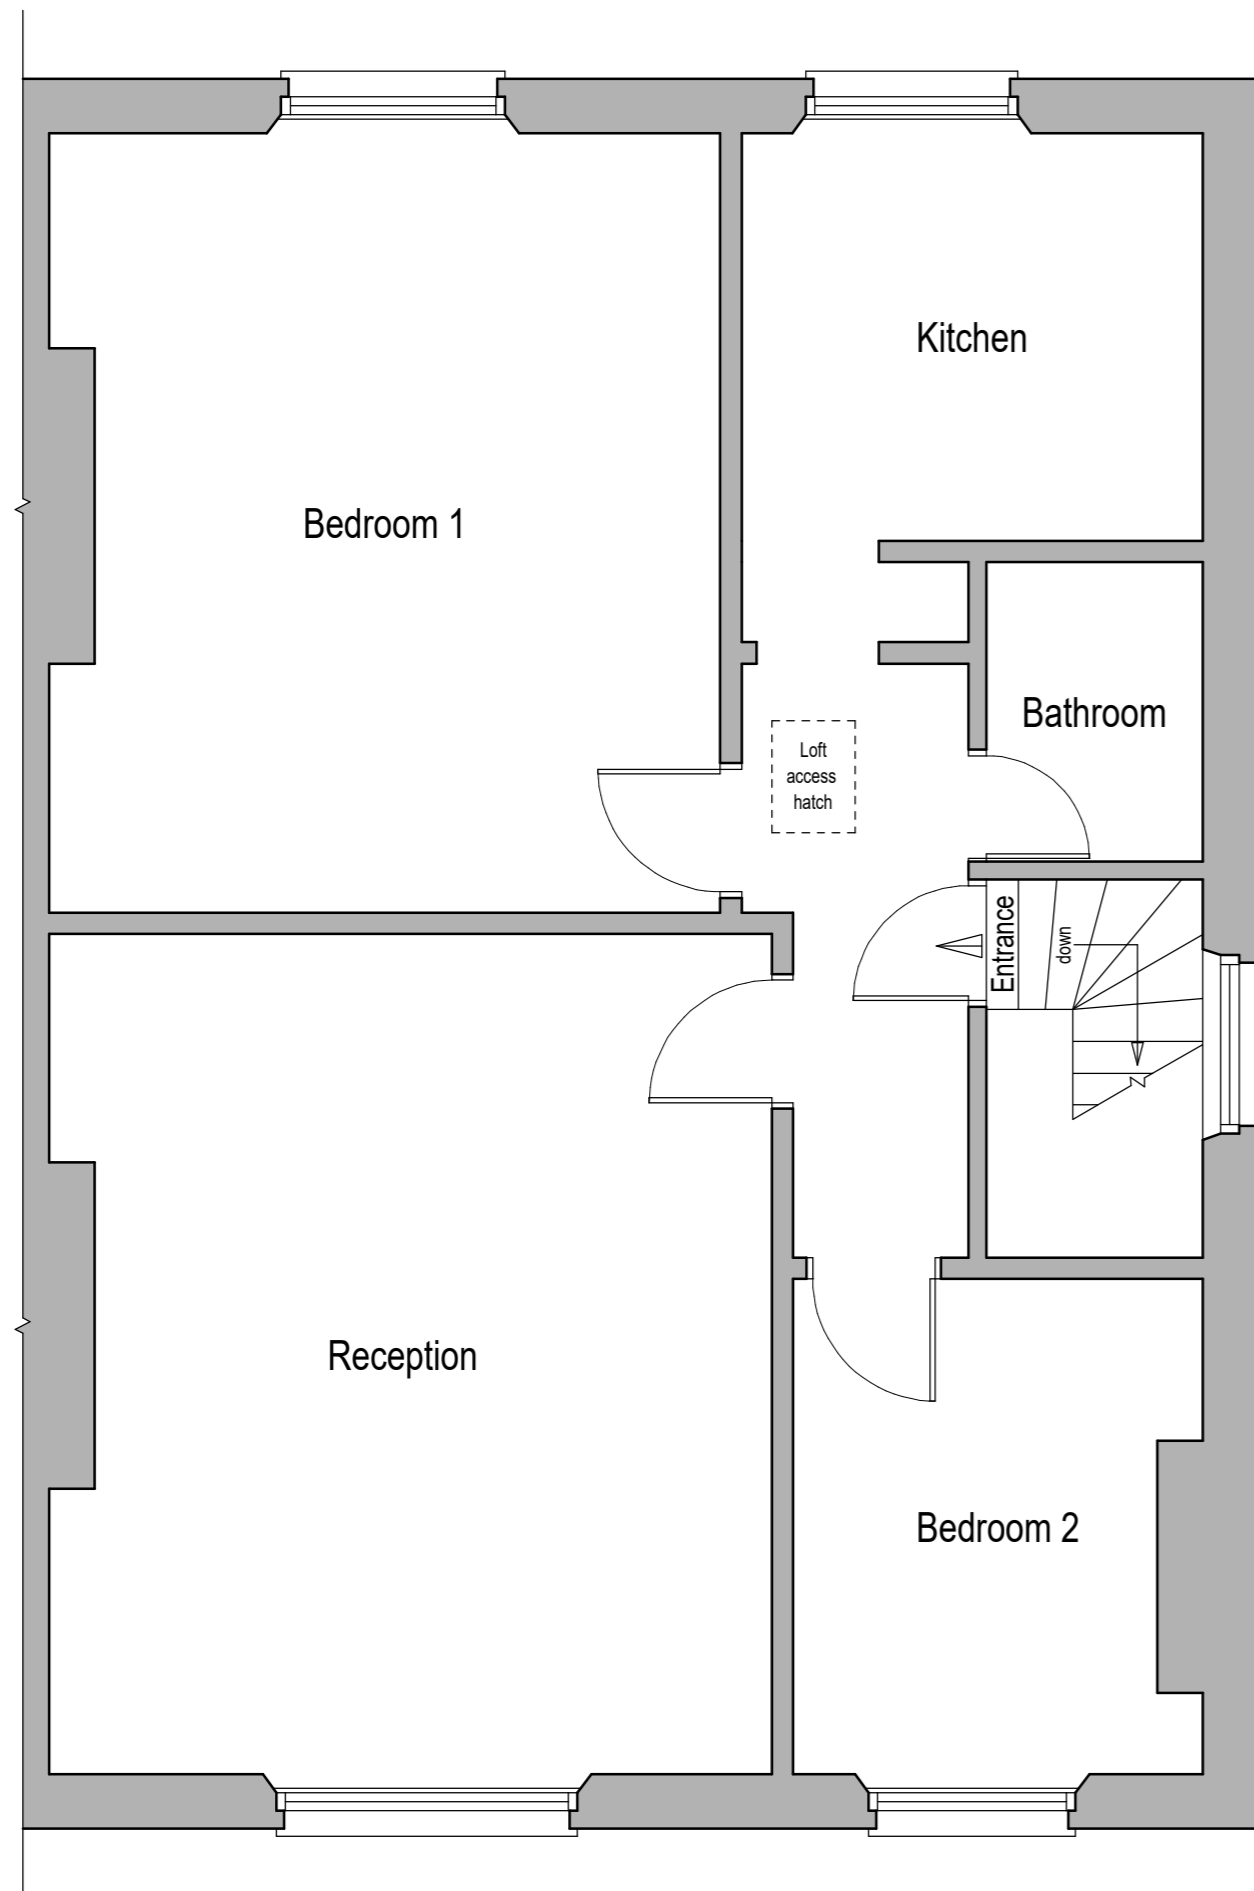 Kitchen
Bedroom 1
Bathroom
Loft
access
hatch
Entrance
down
Reception
Bedroom 2